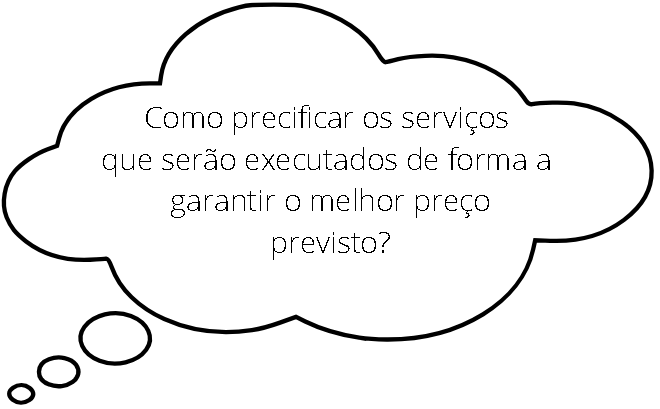 Como precificar os serviços
que serão executados de forma a
garantir o melhor preço
previsto?